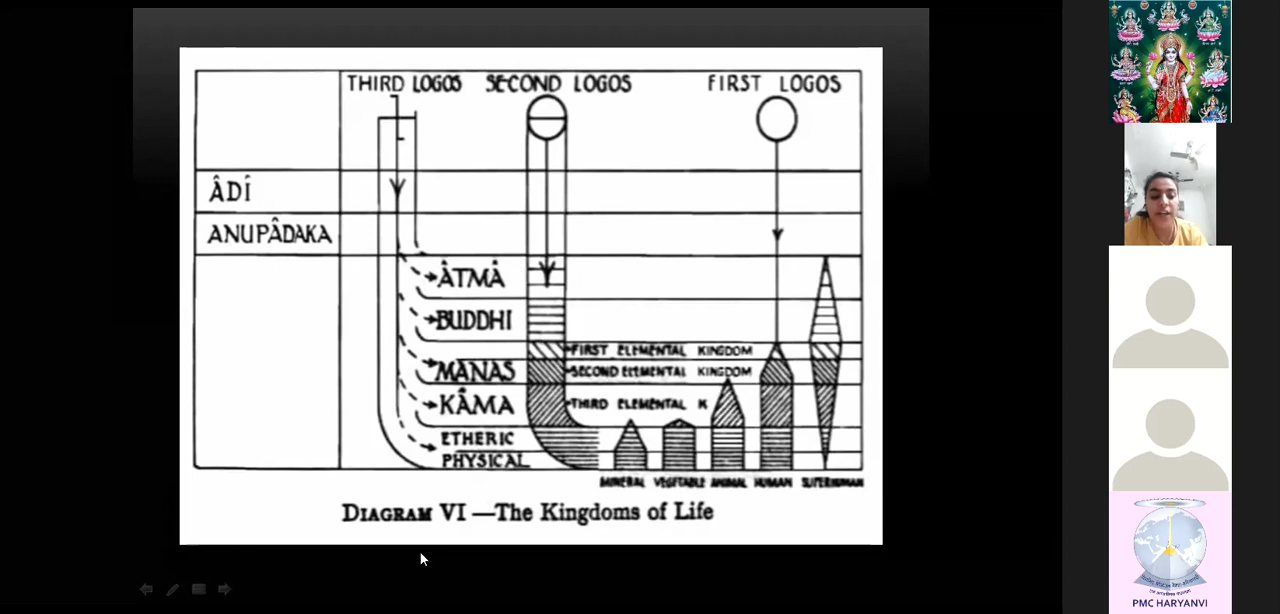 THIRD LOGOS SECOND LOGOS FIRST LOGOS
ÂDÍ
ANUPÂDAKA
ÂTMÂ
BUDDHI
FIRST ELEMENTAL KINGDOM
MANAS
SECOND ELEMENTAL KINGDOM
KÂMA
THIRD ELEMENTAL K
ETHERIC
PHYSICAL
MINERAL VEGETABLE ANIMAL HUMAN SUPERHUMAN
DIAGRAM VI —The Kingdoms of Life
PMC HARYANVI